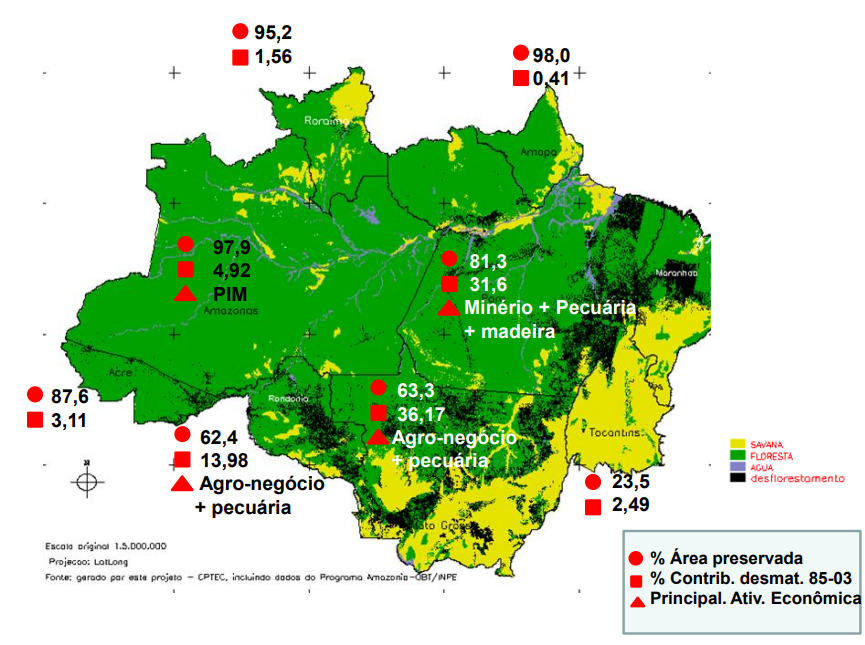 95,2
1,56
98,0
0,41
Roraima
Amapa
97,9
4,92
PIM
Amazonas
81,3
31,6
Minério + Pecuária
+ madeira
Maranhao
Acre
87,6
3,11
Rondonia
63,3
36,17
Agro-negócio
+ pecuária
62,4
13,98
Agro-negócio
+ pecuária
Tocantins
23,5
2,49
SAVANA
FLORESTA
AGUA
desflorestamento
N
Escala original 1:5.000.000
Projecao: LatLong
Fonte: gerado por este projeto - CPTEC, incluindo dados do Programa Amazonia-OBT/INPE
% Área preservada
% Contrib. desmat. 85-03
Principal. Ativ. Econômica